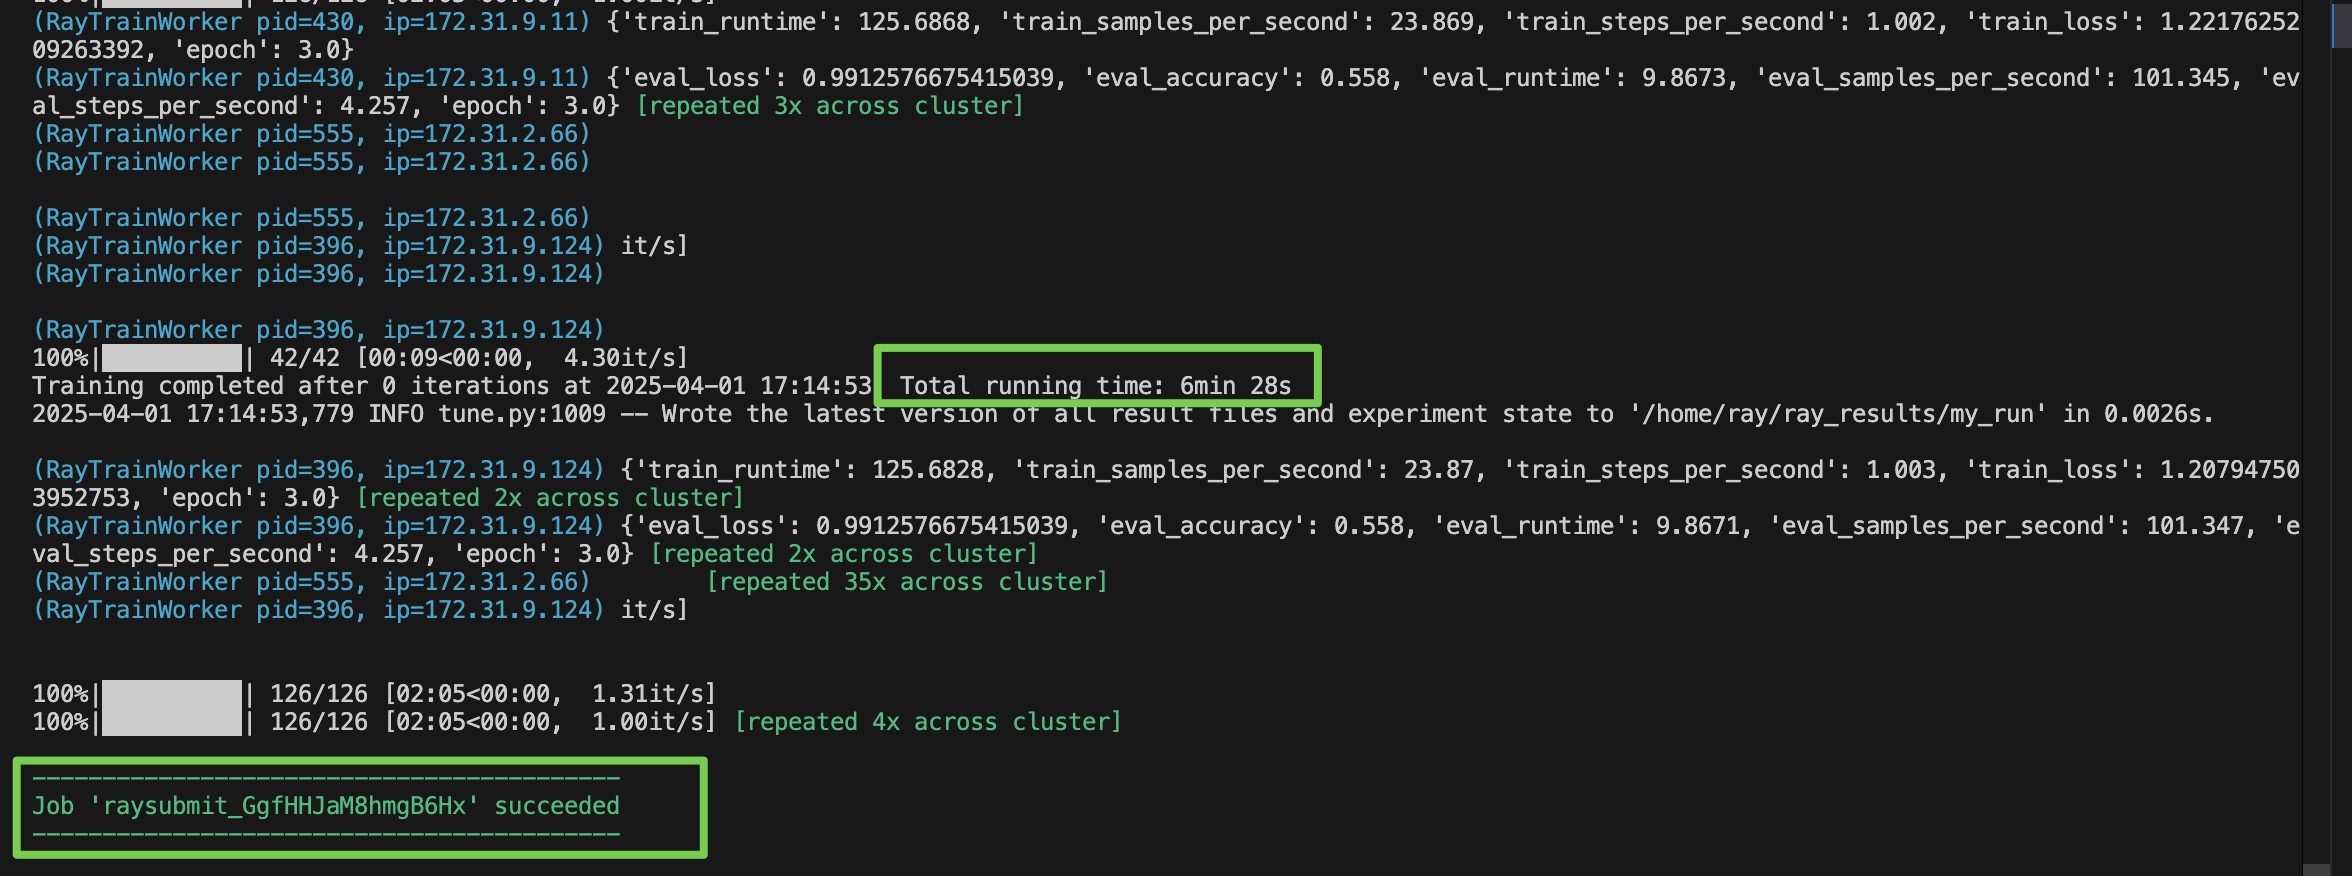 (RayTrainWorker pid=430, ip=172.31.9.11) {'train_runtime': 125.6868, 'train_samples_per_second': 23.869, 'train_steps_per_second': 1.002, 'train_loss': 1.22176252
09263392, 'epoch': 3.0}
(RayTrainWorker pid=430, ip=172.31.9.11) {'eval_loss': 0.9912576675415039, 'eval_accuracy': 0.558, 'eval_runtime': 9.8673, 'eval_samples_per_second': 101.345, 'ev
al_steps_per_second': 4.257, 'epoch': 3.0} [repeated 3x across cluster]
(RayTrainWorker pid=555, ip=172.31.2.66)
(RayTrainWorker pid=555, ip=172.31.2.66)
(RayTrainWorker pid=555, ip=172.31.2.66)
(RayTrainWorker pid=396, ip=172.31.9.124) it/s]
(RayTrainWorker pid=396, ip=172.31.9.124)
(RayTrainWorker pid=396, ip=172.31.9.124)
100%|██████████| 42/42 [00:09<00:00,  4.30it/s]
Training completed after 0 iterations at 2025-04-01 17:14:53 Total running time: 6min 28s
2025-04-01 17:14:53,779 INFO tune.py:1009 -- Wrote the latest version of all result files and experiment state to '/home/ray/ray_results/my_run' in 0.0026s.
(RayTrainWorker pid=396, ip=172.31.9.124) {'train_runtime': 125.6828, 'train_samples_per_second': 23.87, 'train_steps_per_second': 1.003, 'train_loss': 1.20794750
3952753, 'epoch': 3.0} [repeated 2x across cluster]
(RayTrainWorker pid=396, ip=172.31.9.124) {'eval_loss': 0.9912576675415039, 'eval_accuracy': 0.558, 'eval_runtime': 9.8671, 'eval_samples_per_second': 101.347, 'e
val_steps_per_second': 4.257, 'epoch': 3.0} [repeated 2x across cluster]
(RayTrainWorker pid=555, ip=172.31.2.66) [repeated 35x across cluster]
(RayTrainWorker pid=396, ip=172.31.9.124) it/s]
100%|██████████| 126/126 [02:05<00:00,  1.31it/s]
100%|██████████| 126/126 [02:05<00:00,  1.00it/s] [repeated 4x across cluster]
------------------------------------------
Job 'raysubmit_GgfHHJaM8hmgB6Hx' succeeded
------------------------------------------